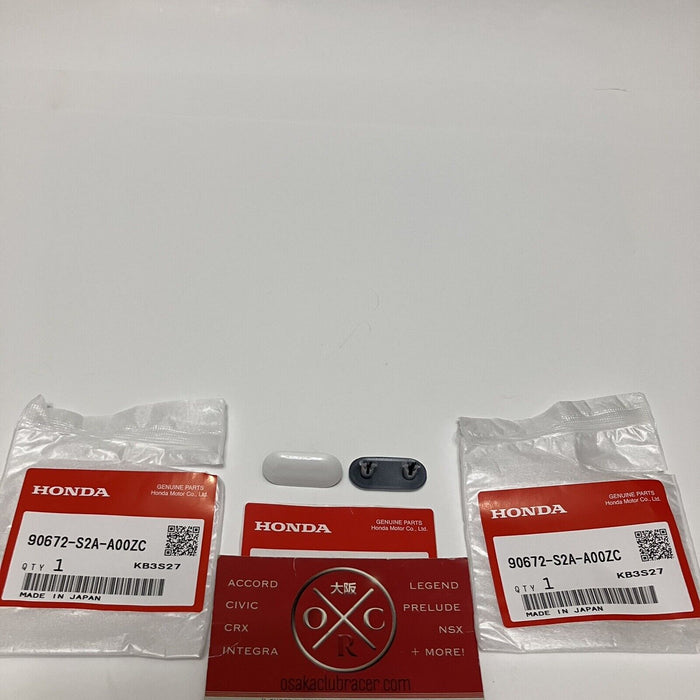 HONDA
GENUINE PARTS
Honda Motor Co., Ltd.
90672-S2A-A00ZC
QTY 1
KB3S27
MADE IN JAPAN
HONDA
GENUINE PARTS
Honda Motor Co., Ltd.
ACCORD
CIVIC
CRX
INTEGRA
大阪
O C
R
LEGEND
PRELUDE
NSX
+ MORE!
osakaclubracer.com
HONDA
GENUINE PARTS
Honda Motor Co., Ltd.
90672-S2A-A00ZC
QTY 1
KB3S27
MADE IN JAPAN